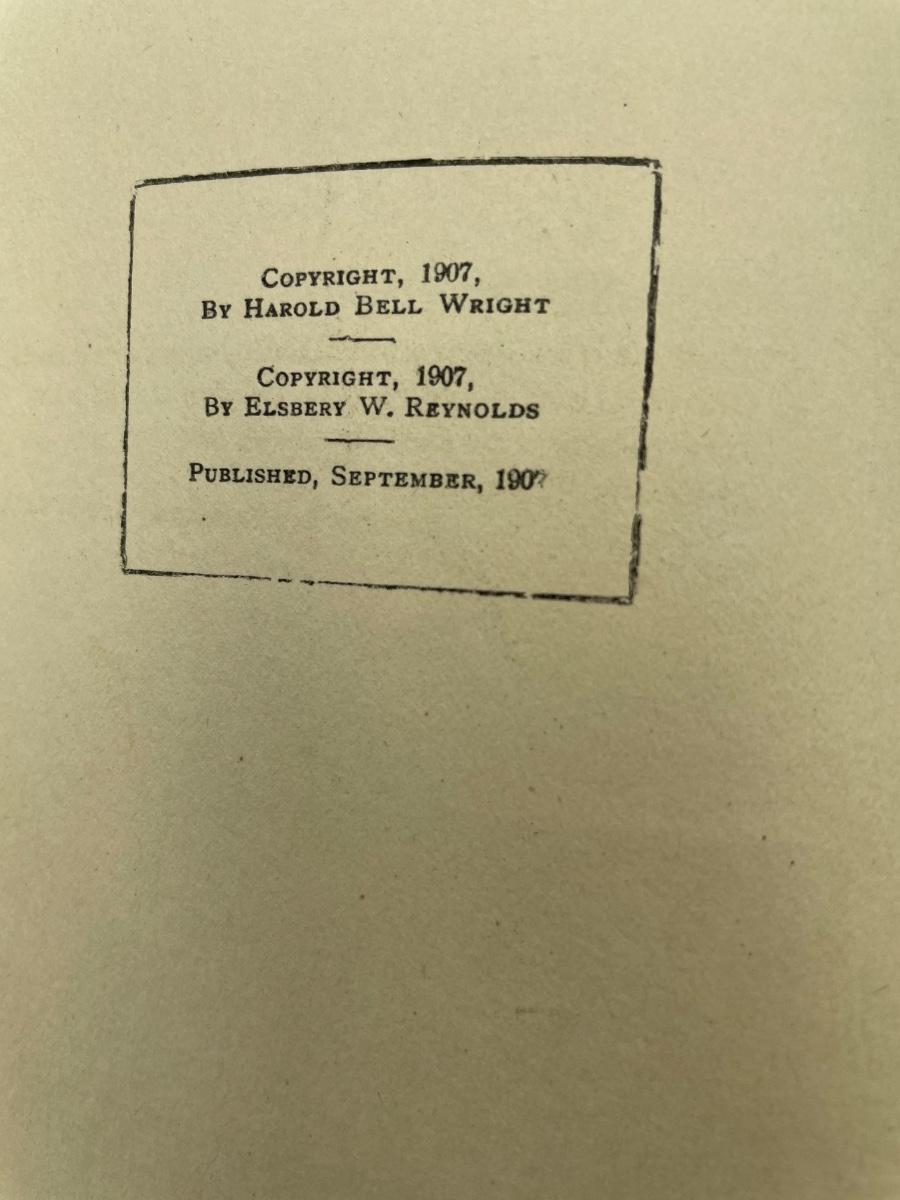 COPYRIGHT, 1907,
BY HAROLD BELL WRIGHT
COPYRIGHT, 1907,
BY ELSBERY W. REYNOLDS
PUBLISHED, SEPTEMBER, 1907